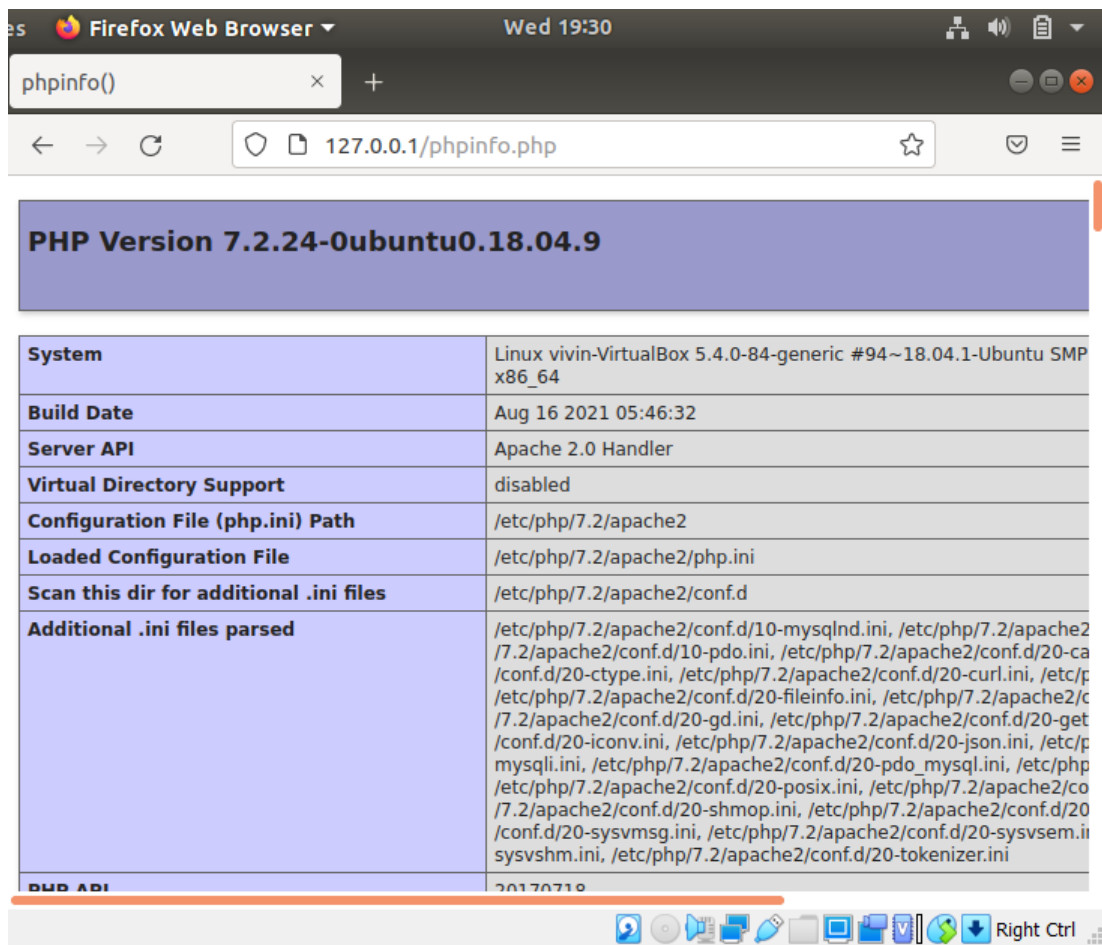 es Firefox Web Browser Wed 19:30
phpinfo()
127.0.0.1/phpinfo.php
PHP Version 7.2.24-0ubuntu0.18.04.9
System Linux vivin-VirtualBox 5.4.0-84-generic #94~18.04.1-Ubuntu SMP
x86_64
Build Date Aug 16 2021 05:46:32
Server API Apache 2.0 Handler
Virtual Directory Support disabled
Configuration File (php.ini) Path /etc/php/7.2/apache2
Loaded Configuration File /etc/php/7.2/apache2/php.ini
Scan this dir for additional .ini files /etc/php/7.2/apache2/conf.d
Additional .ini files parsed /etc/php/7.2/apache2/conf.d/10-mysqlnd.ini, /etc/php/7.2/apache2
/7.2/apache2/conf.d/10-pdo.ini, /etc/php/7.2/apache2/conf.d/20-ca
/conf.d/20-ctype.ini, /etc/php/7.2/apache2/conf.d/20-curl.ini, /etc/p
/etc/php/7.2/apache2/conf.d/20-fileinfo.ini, /etc/php/7.2/apache2/c
/7.2/apache2/conf.d/20-gd.ini, /etc/php/7.2/apache2/conf.d/20-get
/conf.d/20-iconv.ini, /etc/php/7.2/apache2/conf.d/20-json.ini, /etc/p
mysqli.ini, /etc/php/7.2/apache2/conf.d/20-pdo_mysql.ini, /etc/php
/etc/php/7.2/apache2/conf.d/20-posix.ini, /etc/php/7.2/apache2/co
/7.2/apache2/conf.d/20-shmop.ini, /etc/php/7.2/apache2/conf.d/20
/conf.d/20-sysvmsg.ini, /etc/php/7.2/apache2/conf.d/20-sysvsem.i
sysvshm.ini, /etc/php/7.2/apache2/conf.d/20-tokenizer.ini
PHP API 20170718
Right Ctrl